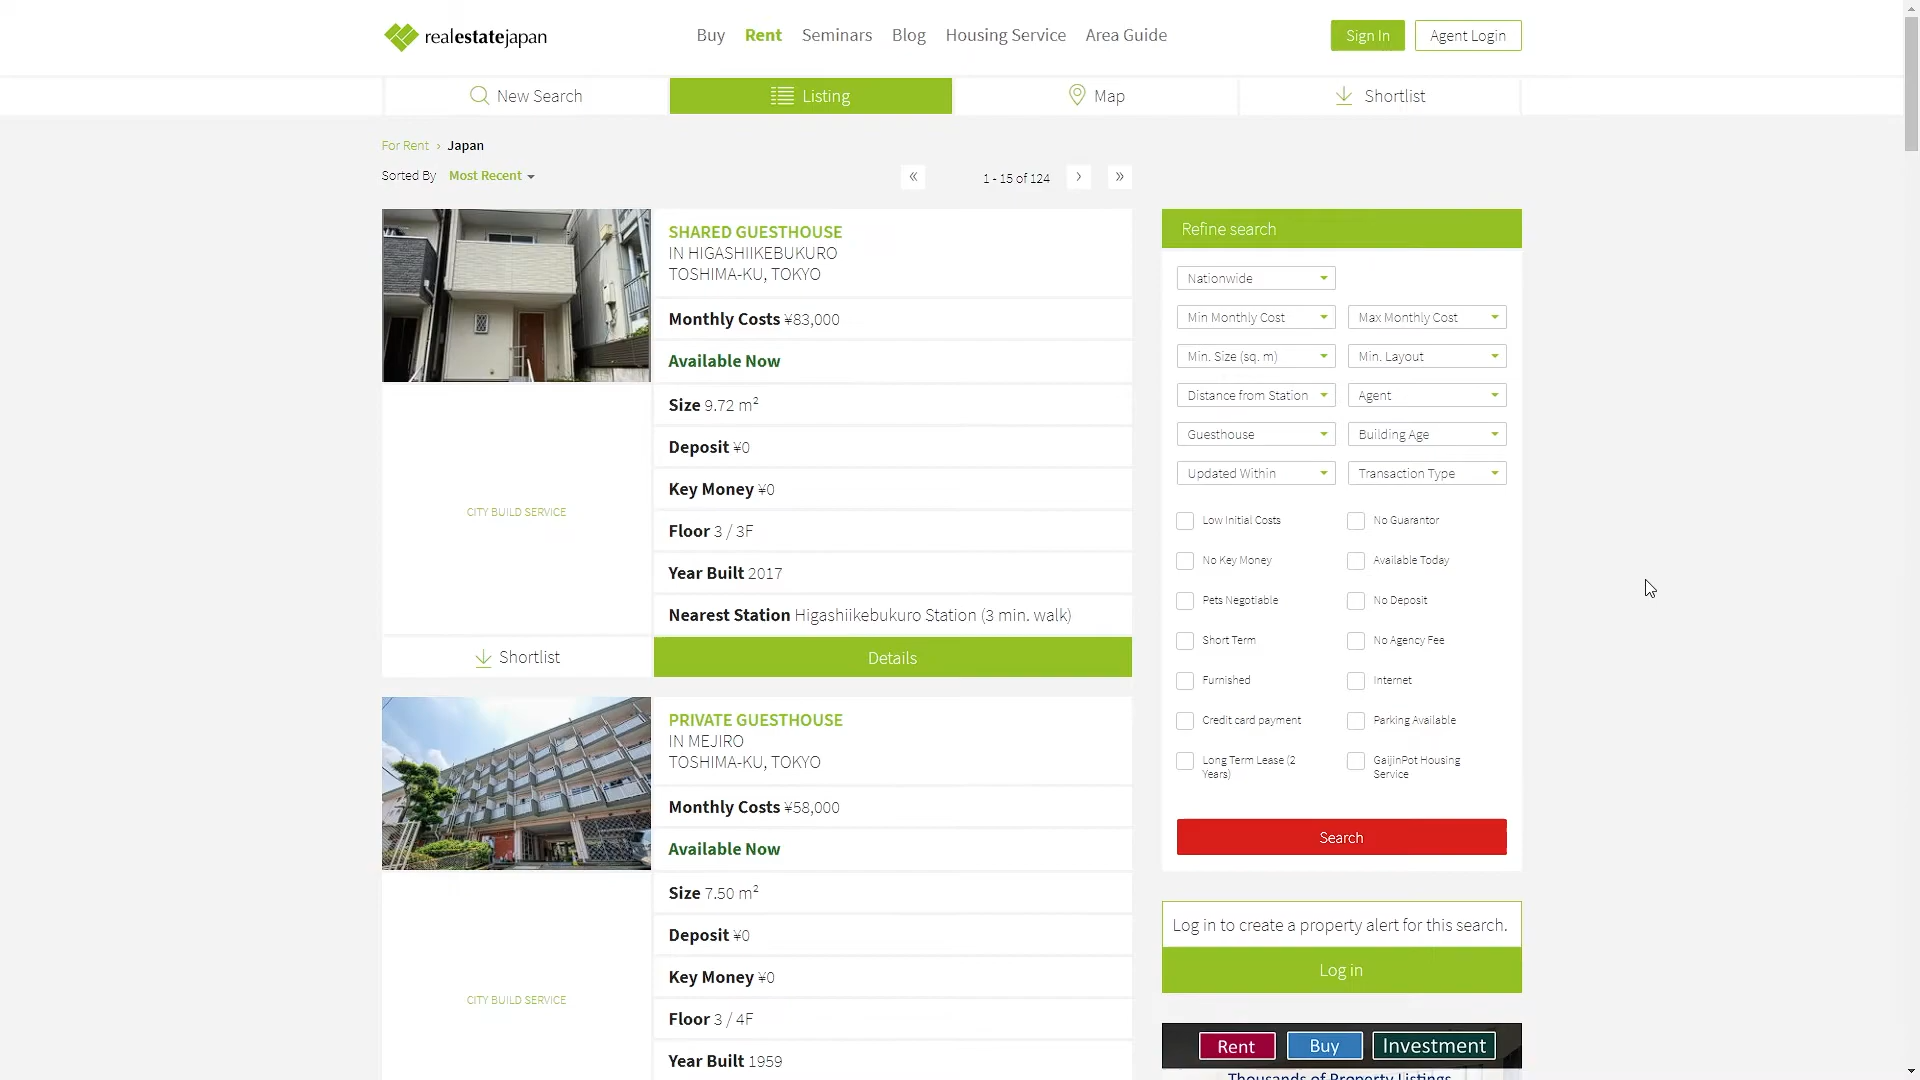 realestatejapan
Buy Rent Seminars Blog Housing Service Area Guide
Sign In Agent Login
New Search Listing Map Shortlist
For Rent › Japan
Sorted By Most Recent
« 1 - 15 of 124 › »
SHARED GUESTHOUSE
IN HIGASHIIKEBUKURO
TOSHIMA-KU, TOKYO
Monthly Costs ¥83,000
Available Now
Size 9.72 m²
Deposit ¥0
Key Money ¥0
Floor 3 / 3F
Year Built 2017
Nearest Station Higashiikebukuro Station (3 min. walk)
CITY BUILD SERVICE
Shortlist Details
PRIVATE GUESTHOUSE
IN MEJIRO
TOSHIMA-KU, TOKYO
Monthly Costs ¥58,000
Available Now
Size 7.50 m²
Deposit ¥0
Key Money ¥0
Floor 3 / 4F
Year Built 1959
CITY BUILD SERVICE
Refine search
Nationwide
Min Monthly Cost Max Monthly Cost
Min. Size (sq. m) Min. Layout
Distance from Station Agent
Guesthouse Building Age
Updated Within Transaction Type
Low Initial Costs No Guarantor
No Key Money Available Today
Pets Negotiable No Deposit
Short Term No Agency Fee
Furnished Internet
Credit card payment Parking Available
Long Term Lease (2 GaijinPot Housing
Years) Service
Search
Log in to create a property alert for this search.
Log in
Rent Buy Investment
Thousands of Property Listings